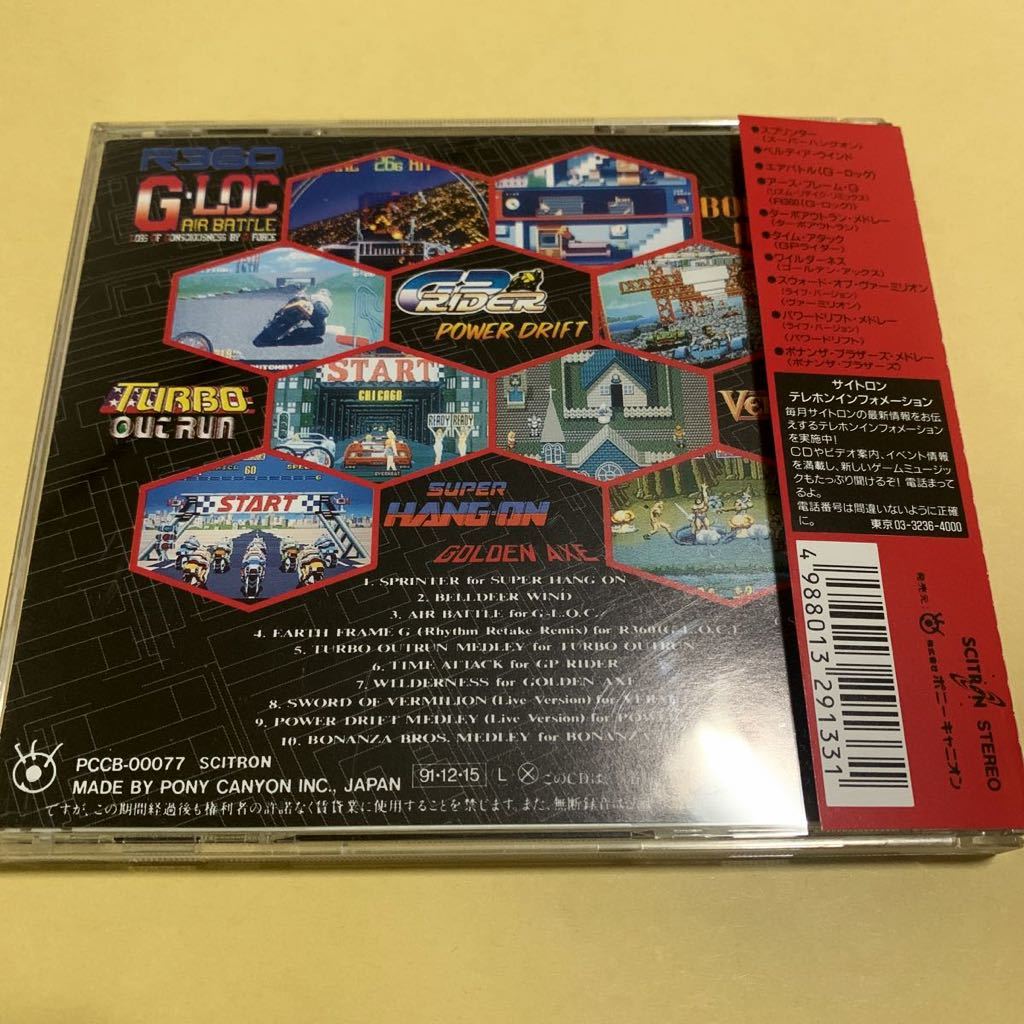 R360
G-LOC
AIR BATTLE
LOSS OF CONSCIOUSNESS BY G FORCE
26G HIT
BO
GP RIDER
POWER DRIFT
TURBO
OUTRUN
START
CHICAGO
READY READY
VE
60
START
SUPER
HANG-ON
GOLDEN AXE
1. SPRINTER for SUPER HANG ON
2. BELLDEER WIND
3. AIR BATTLE for G-L.O.C.
4. EARTH FRAME G (Rhythm Retake Remix) for R360(G-L.O.C.)
5. TURBO OUTRUN MEDLEY for TURBO OUTRUN
6. TIME ATTACK for GP RIDER
7. WILDERNESS for GOLDEN AXE
8. SWORD OF VERMILION (Live Version) for VERMI
9. POWER DRIFT MEDLEY (Live Version) for POWER
10. BONANZA BROS. MEDLEY for BONANZA
PCCB-00077 SCITRON
MADE BY PONY CANYON INC., JAPAN 91·12·15 L このCDは、
ですが、この期間経過後も権利者の許諾なく賃貸業に使用することを禁じます。また、無断録音は
●スプリンター
(スーパーハングオン)
●ベルディア・ウインド
●エアバトル(G-ロック)
●アース・フレーム・G
(リズム・リテイク・リミックス)
(R360(G-ロック))
●ターボアウトラン・メドレー
(ターボアウトラン)
●タイム・アタック
(GPライダー)
●ワイルダーネス
(ゴールデン・アックス)
●スウォード・オブ・ヴァーミリオン
(ライブ・バージョン)
(ヴァーミリオン)
●パワードリフト・メドレー
(ライブ・バージョン)
(パワードリフト)
●ボナンザ・ブラザーズ・メドレー
(ボナンザ・ブラザーズ)
サイトロン
テレホンインフォメーション
毎月サイトロンの最新情報をお伝
えするテレホンインフォメーション
を実施中!
CDやビデオ案内、イベント情報
を満載し、新しいゲームミュージッ
クもたっぷり聞けるぞ! 電話まって
るよ。
電話番号は間違いないように正確
に。 東京03-3236-4000
4 988013 291331
発売元: 株式会社 ポニーキャニオン
SCITRON STEREO